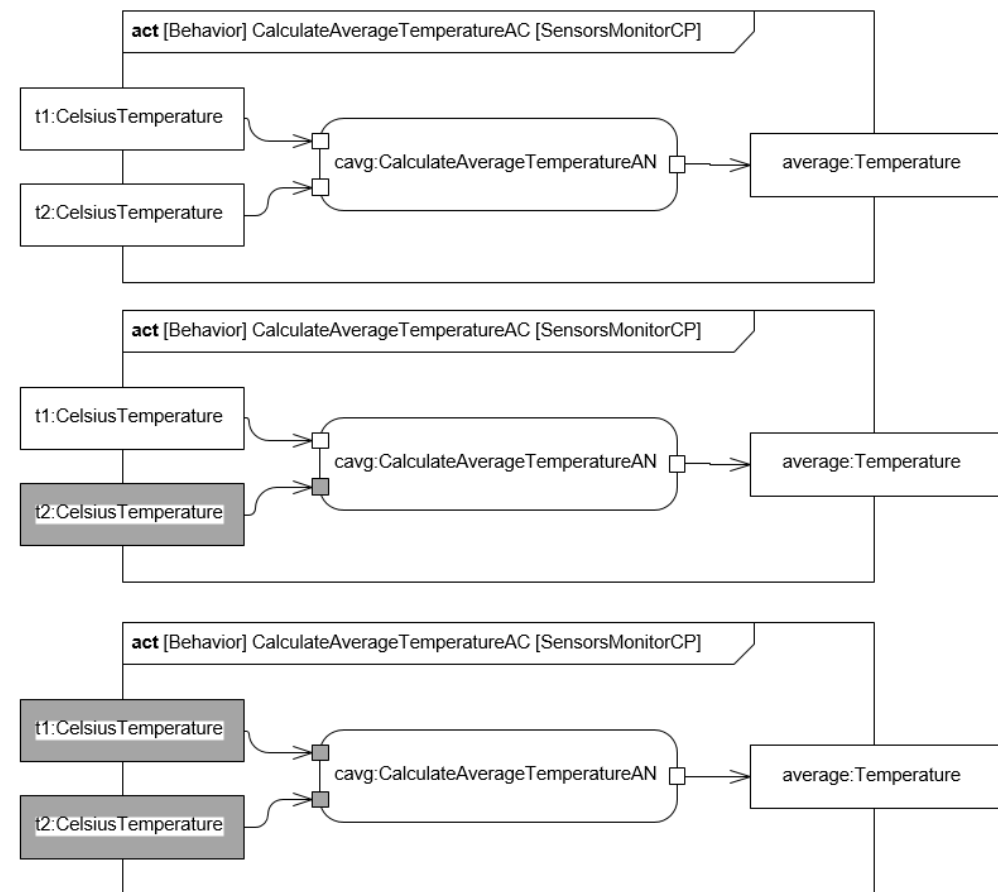 act [Behavior] CalculateAverageTemperatureAC [SensorsMonitorCP]
t1:CelsiusTemperature
cavg:CalculateAverageTemperatureAN
average:Temperature
t2:CelsiusTemperature
act [Behavior] CalculateAverageTemperatureAC [SensorsMonitorCP]
t1:CelsiusTemperature
cavg:CalculateAverageTemperatureAN
average:Temperature
t2:CelsiusTemperature
act [Behavior] CalculateAverageTemperatureAC [SensorsMonitorCP]
t1:CelsiusTemperature
cavg:CalculateAverageTemperatureAN
average:Temperature
t2:CelsiusTemperature